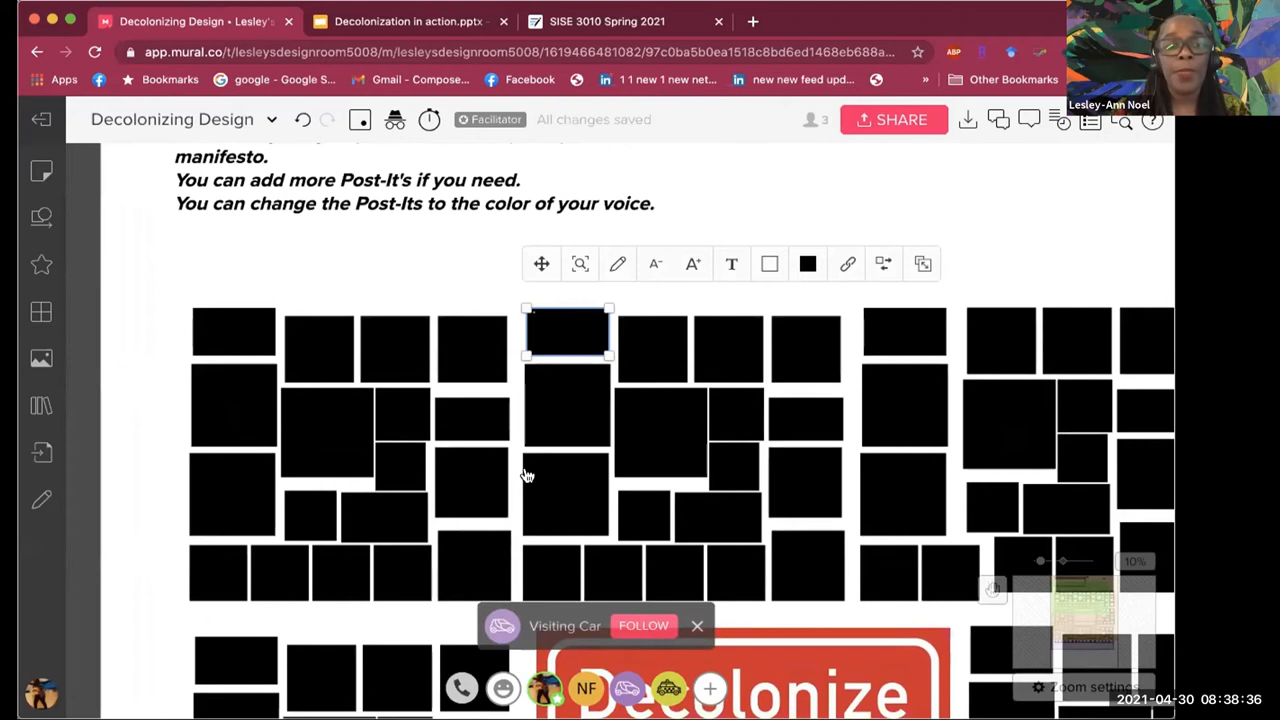 Decolonizing Design • Lesley's
Decolonization in action.pptx -
SISE 3010 Spring 2021
app.mural.co/t/lesleysdesignroom5008/m/lesleysdesignroom5008/1619466481082/97c0ba5b0ea1518c8bd6ed1468eb688a...
ABP
Apps
Bookmarks
google - Google S...
Gmail - Compose...
Facebook
1 1 new 1 new net...
new new feed upd...
»
Other Bookmarks
Lesley-Ann Noel
Decolonizing Design
Facilitator
All changes saved
3
SHARE
manifesto.
You can add more Post-It's if you need.
You can change the Post-Its to the color of your voice.
A-
A+
T
10%
Visiting Car
FOLLOW
Decolonize
NF
Zoom settings
2021-04-30 08:38:36